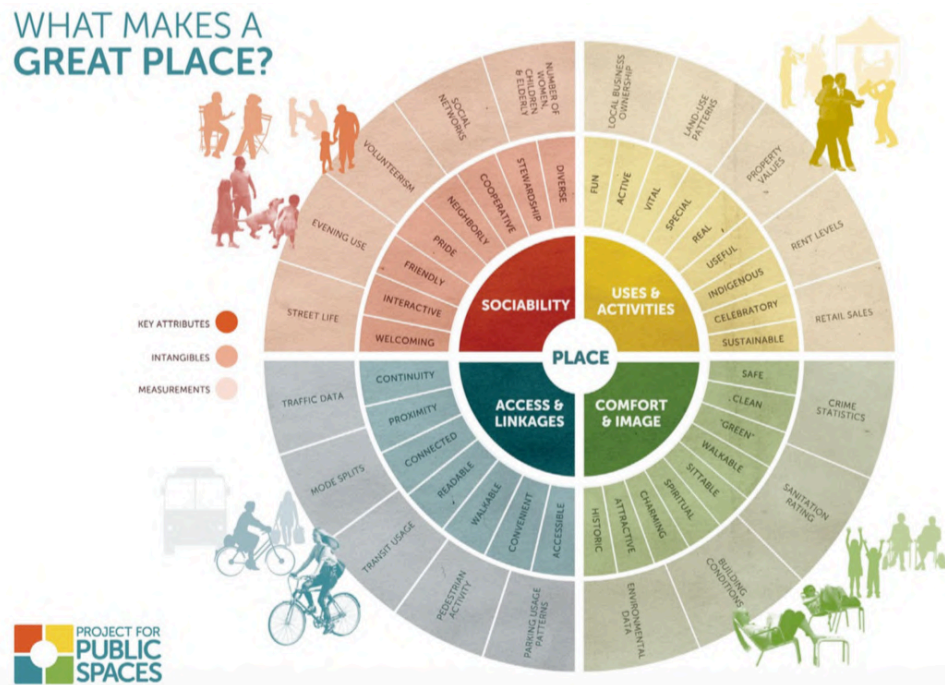 WHAT MAKES A
GREAT PLACE?
KEY ATTRIBUTES
INTANGIBLES
MEASUREMENTS
PLACE
SOCIABILITY
WELCOMING
INTERACTIVE
FRIENDLY
PRIDE
NEIGHBORLY
COOPERATIVE
STEWARDSHIP
DIVERSE
STREET LIFE
EVENING USE
VOLUNTEERISM
SOCIAL
NETWORKS
NUMBER OF
WOMEN,
CHILDREN
& ELDERLY
USES &
ACTIVITIES
FUN
ACTIVE
VITAL
SPECIAL
REAL
USEFUL
INDIGENOUS
CELEBRATORY
SUSTAINABLE
LOCAL BUSINESS
OWNERSHIP
LAND-USE
PATTERNS
PROPERTY
VALUES
RENT LEVELS
RETAIL SALES
ACCESS &
LINKAGES
CONTINUITY
PROXIMITY
CONNECTED
READABLE
WALKABLE
CONVENIENT
ACCESSIBLE
TRAFFIC DATA
MODE SPLITS
TRANSIT USAGE
PEDESTRIAN
ACTIVITY
PARKING USAGE
PATTERNS
COMFORT
& IMAGE
SAFE
CLEAN
"GREEN"
WALKABLE
SITTABLE
SPIRITUAL
CHARMING
ATTRACTIVE
HISTORIC
CRIME
STATISTICS
SANITATION
RATING
BUILDING
CONDITIONS
ENVIRONMENTAL
DATA
PROJECT FOR
PUBLIC
SPACES